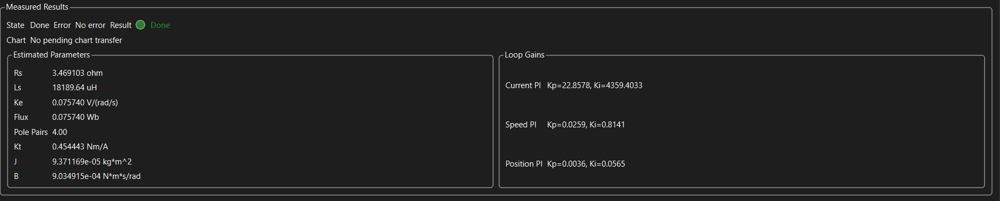 Measured Results
State Done Error No error Result Done
Chart No pending chart transfer
Estimated Parameters
Rs 3.469103 ohm
Ls 18189.64 uH
Ke 0.075740 V/(rad/s)
Flux 0.075740 Wb
Pole Pairs 4.00
Kt 0.454443 Nm/A
J 9.371169e-05 kg*m^2
B 9.034915e-04 N*m*s/rad
Loop Gains
Current PI Kp=22.8578, Ki=4359.4033
Speed PI Kp=0.0259, Ki=0.8141
Position PI Kp=0.0036, Ki=0.0565